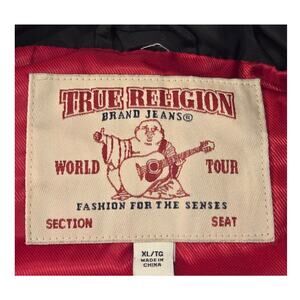 TRUE RELIGION
BRAND JEANS®
WORLD TOUR
FASHION FOR THE SENSES
SECTION SEAT
XL/TG
MADE IN
CHINA